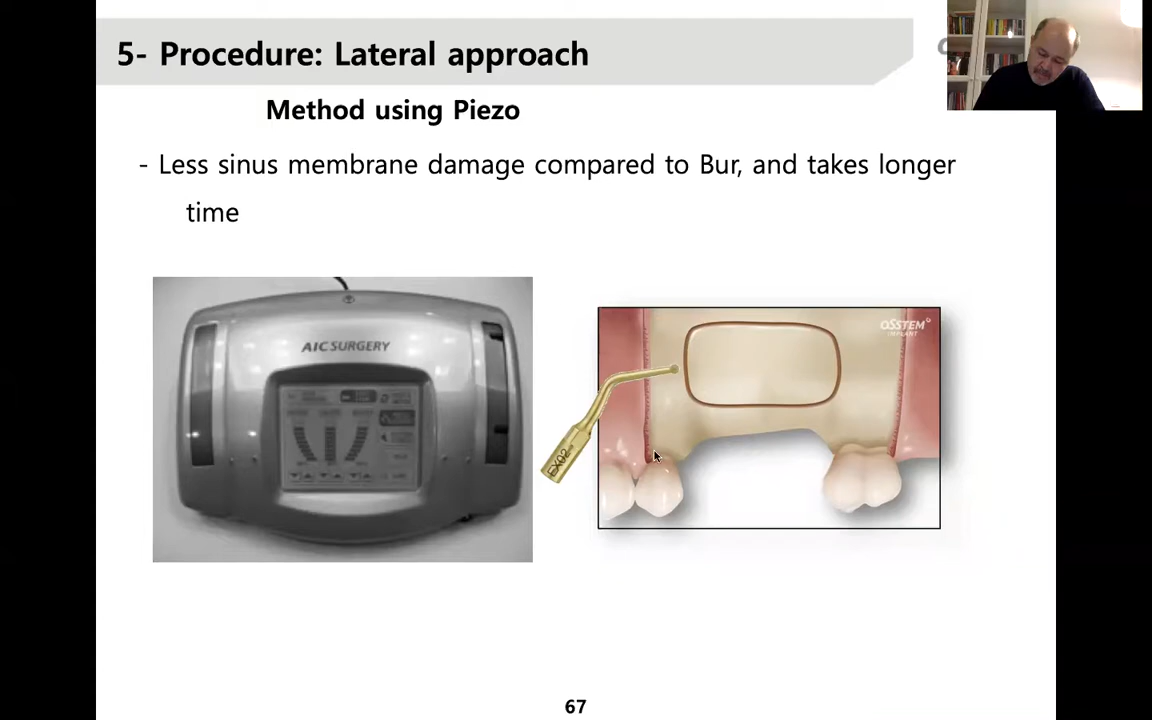 5- Procedure: Lateral approach
Method using Piezo
- Less sinus membrane damage compared to Bur, and takes longer
time
AIC SURGERY
OSSTEM
IMPLANT
EX02
67